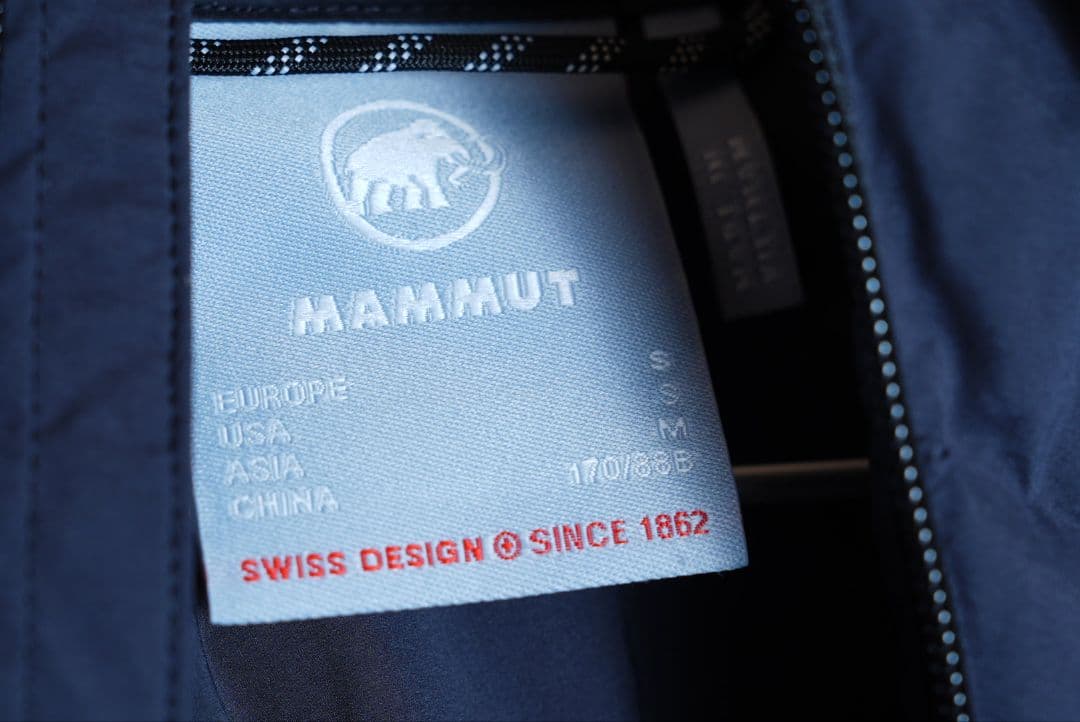 MAMMUT
EUROPE S
USA S
ASIA M
CHINA 170/88B
SWISS DESIGN SINCE 1862